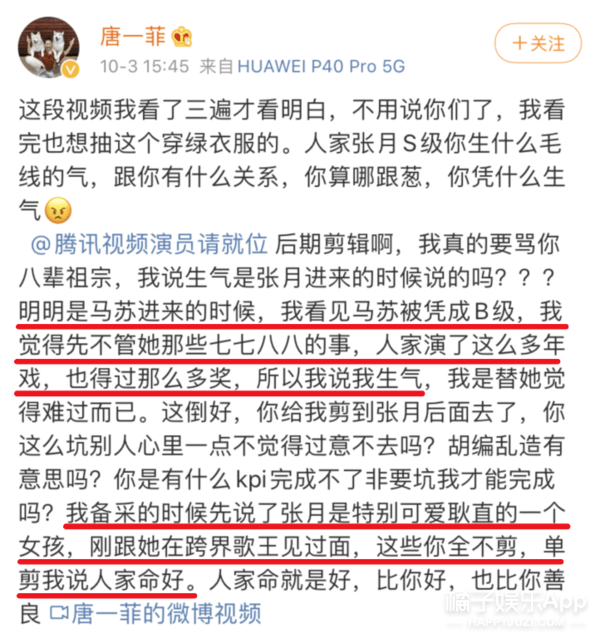 唐一菲
10-3 15:45 来自HUAWEI P40 Pro 5G
+关注
这段视频我看了三遍才看明白，不用说你们了，我看
完也想抽这个穿绿衣服的。人家张月S级你生什么毛
线的气，跟你有什么关系，你算哪跟葱，你凭什么生
气😠
@腾讯视频演员请就位 后期剪辑啊，我真的要骂你
八辈祖宗，我说生气是张月进来的时候说的吗？？？
明明是马苏进来的时候，我看见马苏被凭成B级，我
觉得先不管她那些七七八八的事，人家演了这么多年
戏，也得过那么多奖，所以我说我生气，我是替她觉
得难过而已。这倒好，你给我剪到张月后面去了，你
这么坑别人心里一点不觉得过意不去吗？胡编乱造有
意思吗？你是有什么kpi完成不了非要坑我才能完成
吗？我备采的时候先说了张月是特别可爱耿直的一个
女孩，刚跟她在跨界歌王见过面，这些你全不剪，单
剪我说人家命好。人家命就是好，比你好，也比你善
良 唐一菲的微博视频
橘子娱乐App
HAPPYJUZI.COM